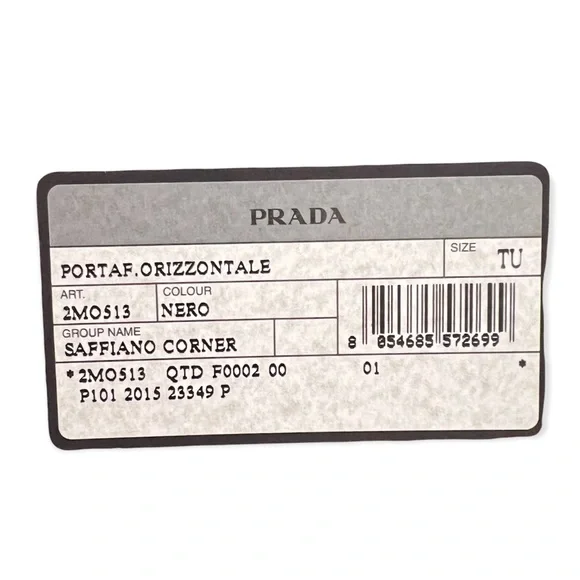 PRADA
PORTAF.ORIZZONTALE
SIZE
TU
ART.
2MO513
COLOUR
NERO
GROUP NAME
SAFFIANO CORNER
8 054685 572699
*2MO513 QTD F0002 00 01 *
P101 2015 23349 P